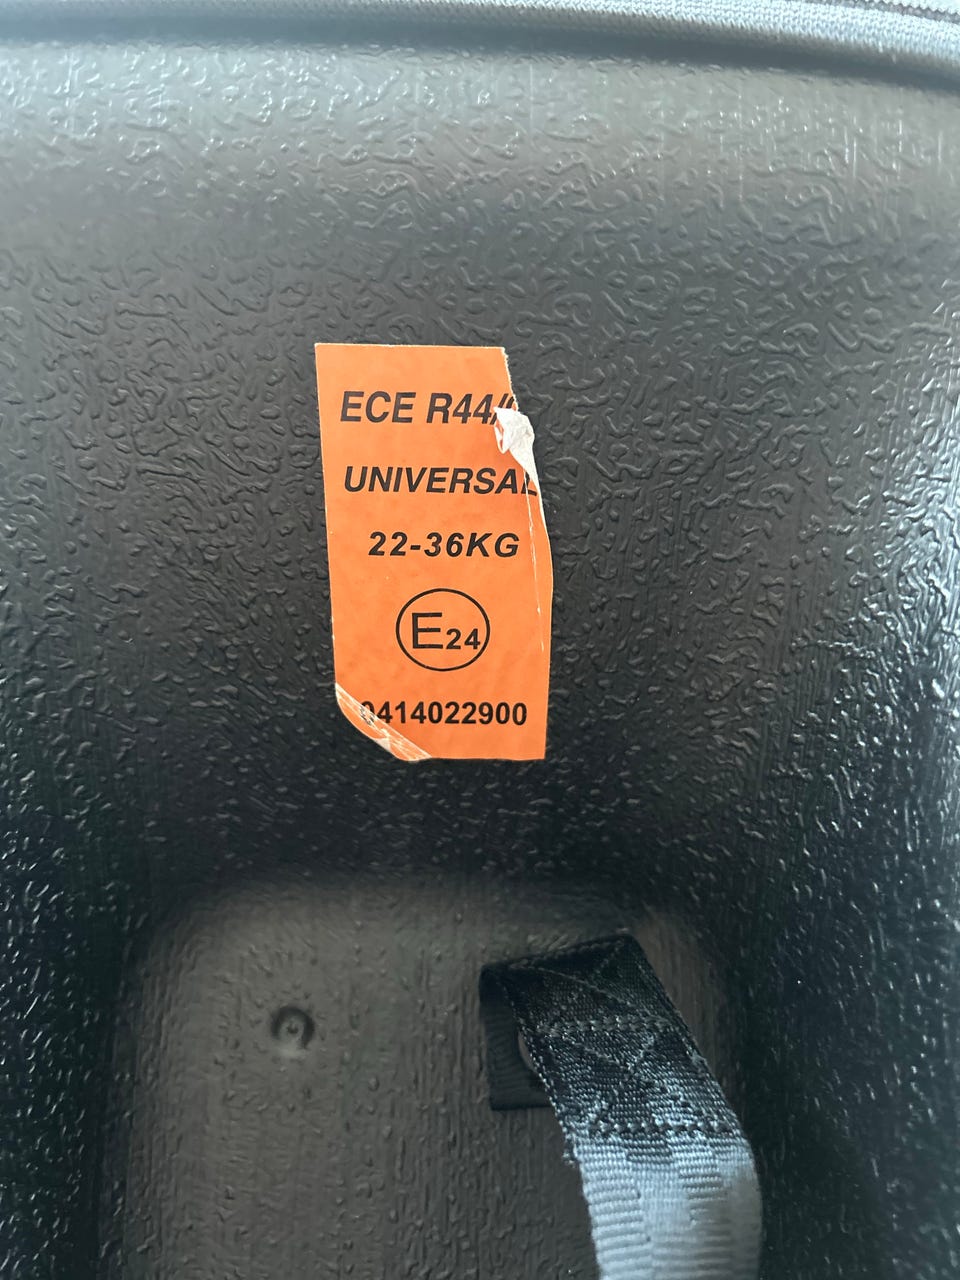 ECE R44/
UNIVERSAL
22-36KG
E24
0414022900